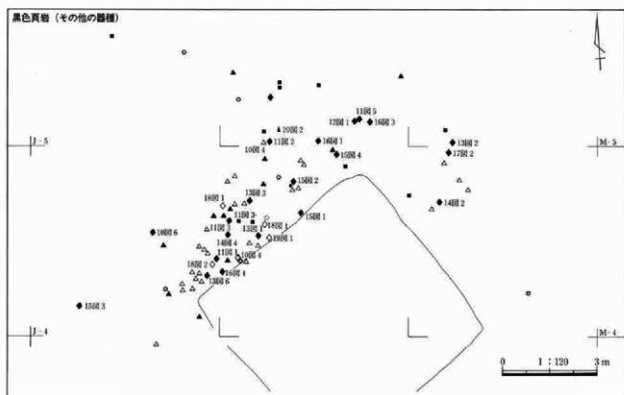 黒色頁岩（その他の器種）
11図 5
12図 1
16図 3
20図 2
J-5
11図 2
16図 1
13図 2
M-5
10図 4
15図 4
17図 2
15図 2
18図 1
13図 3
14図 2
11図 3
15図 1
18図 1
18図 6
11図 3
13図 1
19図 1
14図 4
11図 1
10図 4
18図 2
16図 4
13図 6
15図 3
J-4
M-4
0
1:120
3 m